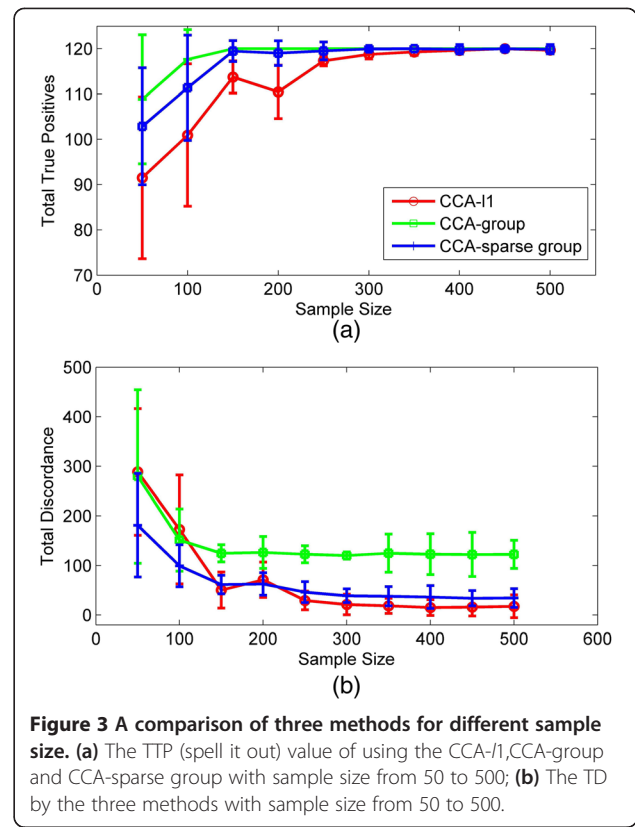 120
110
100
90
80
70
Total True Positives
CCA-l1
CCA-group
CCA-sparse group
0 100 200 300 400 500
Sample Size
(a)
500
400
300
200
100
0
Total Discordance
0 100 200 300 400 500 600
Sample Size
(b)
Figure 3 A comparison of three methods for different sample
size. (a) The TTP (spell it out) value of using the CCA-l1,CCA-group
and CCA-sparse group with sample size from 50 to 500; (b) The TD
by the three methods with sample size from 50 to 500.